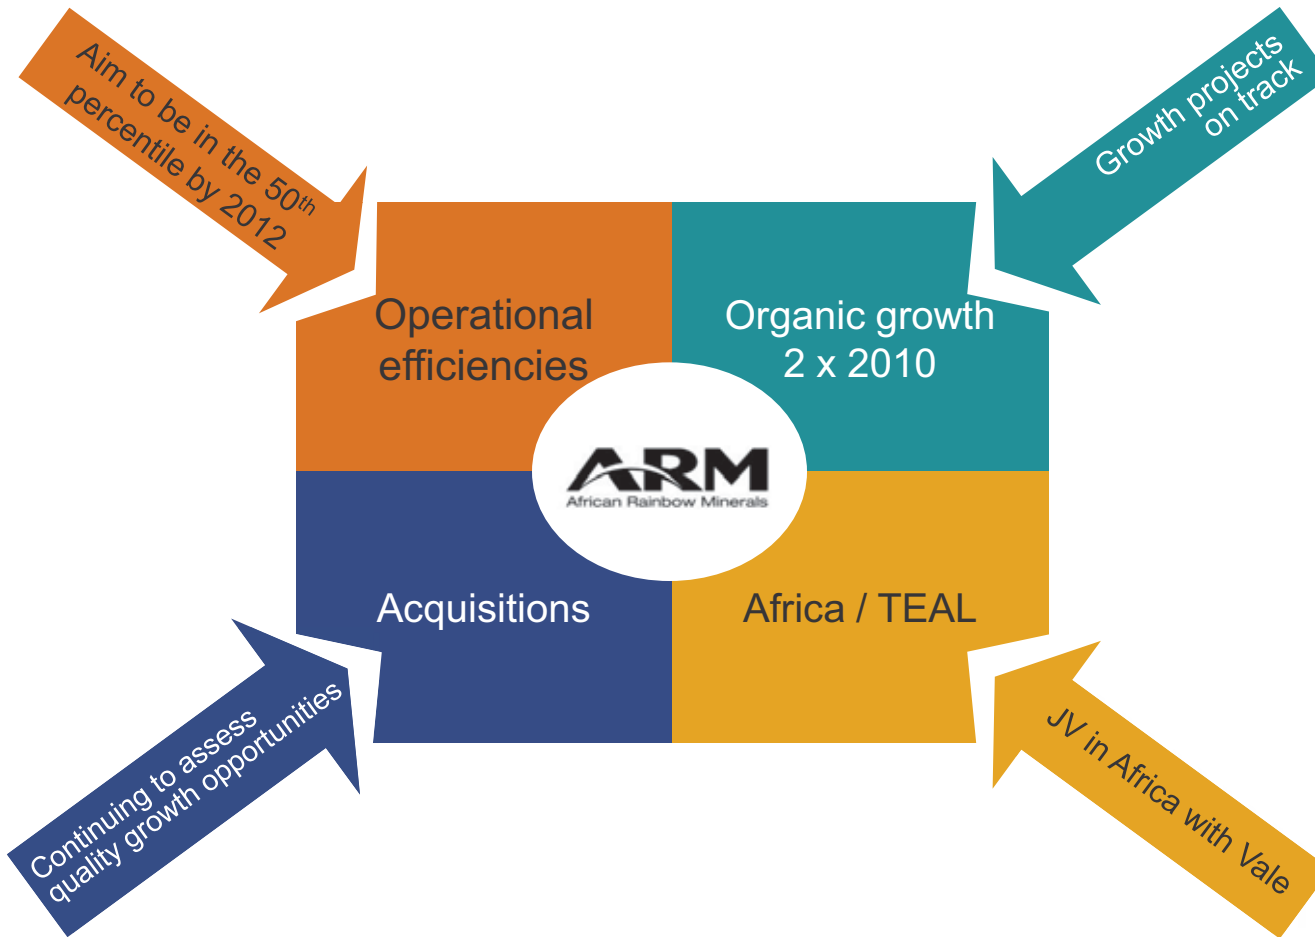 Aim to be in the 50th
percentile by 2012
Growth projects
on track
Operational
efficiencies
Organic growth
2 x 2010
ARM
African Rainbow Minerals
Acquisitions
Africa / TEAL
Continuing to assess
quality growth opportunities
JV in Africa with Vale